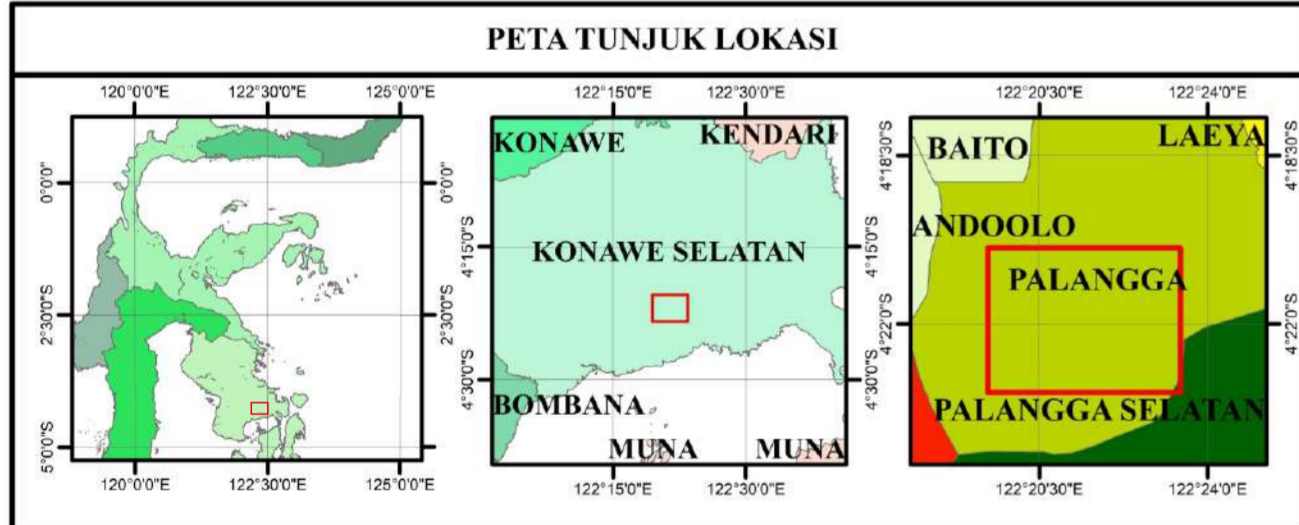 PETA TUNJUK LOKASI
120°0'0"E 122°30'0"E 125°0'0"E
0°0'0" 0°0'0"
2°30'0"S 2°30'0"S
5°0'0"S 5°0'0"S
120°0'0"E 122°30'0"E 125°0'0"E
122°15'0"E 122°30'0"E
KONAWE KENDARI
4°15'0"S 4°15'0"S
KONAWE SELATAN
4°30'0"S 4°30'0"S
BOMBANA
MUNA MUNA
122°15'0"E 122°30'0"E
122°20'30"E 122°24'0"E
BAITO LAEYA
4°18'30"S 4°18'30"S
ANDOOLO
PALANGGA
4°22'0"S 4°22'0"S
PALANGGA SELATAN
122°20'30"E 122°24'0"E